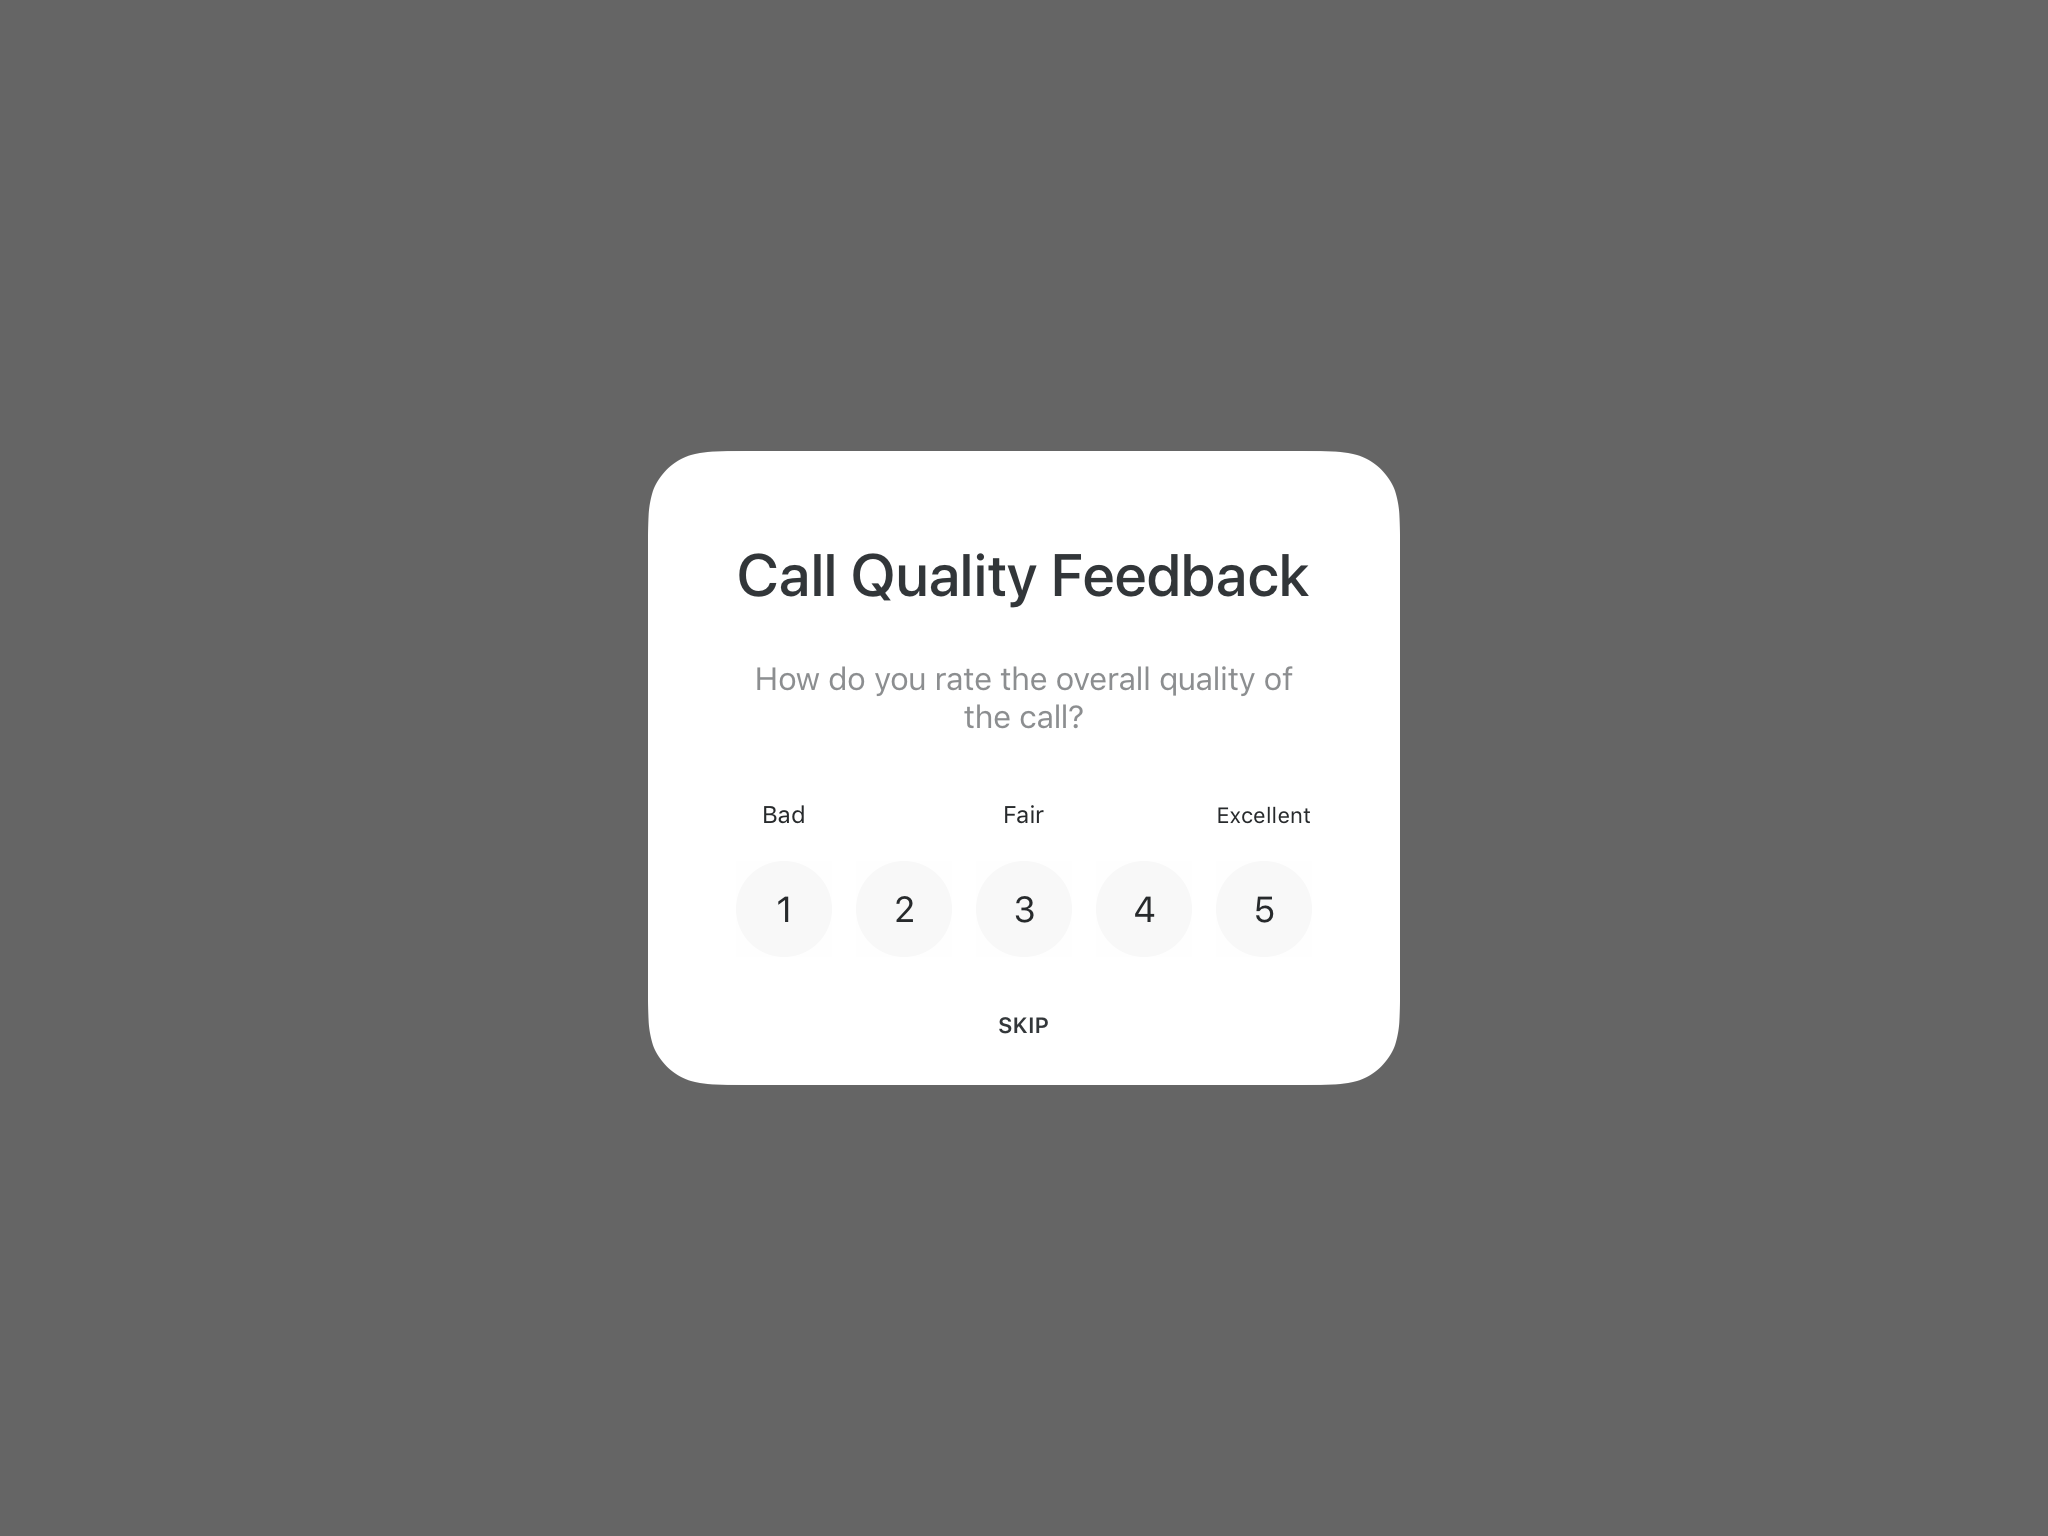 Call Quality Feedback
How do you rate the overall quality of
the call?
Bad Fair Excellent
1 2 3 4 5
SKIP